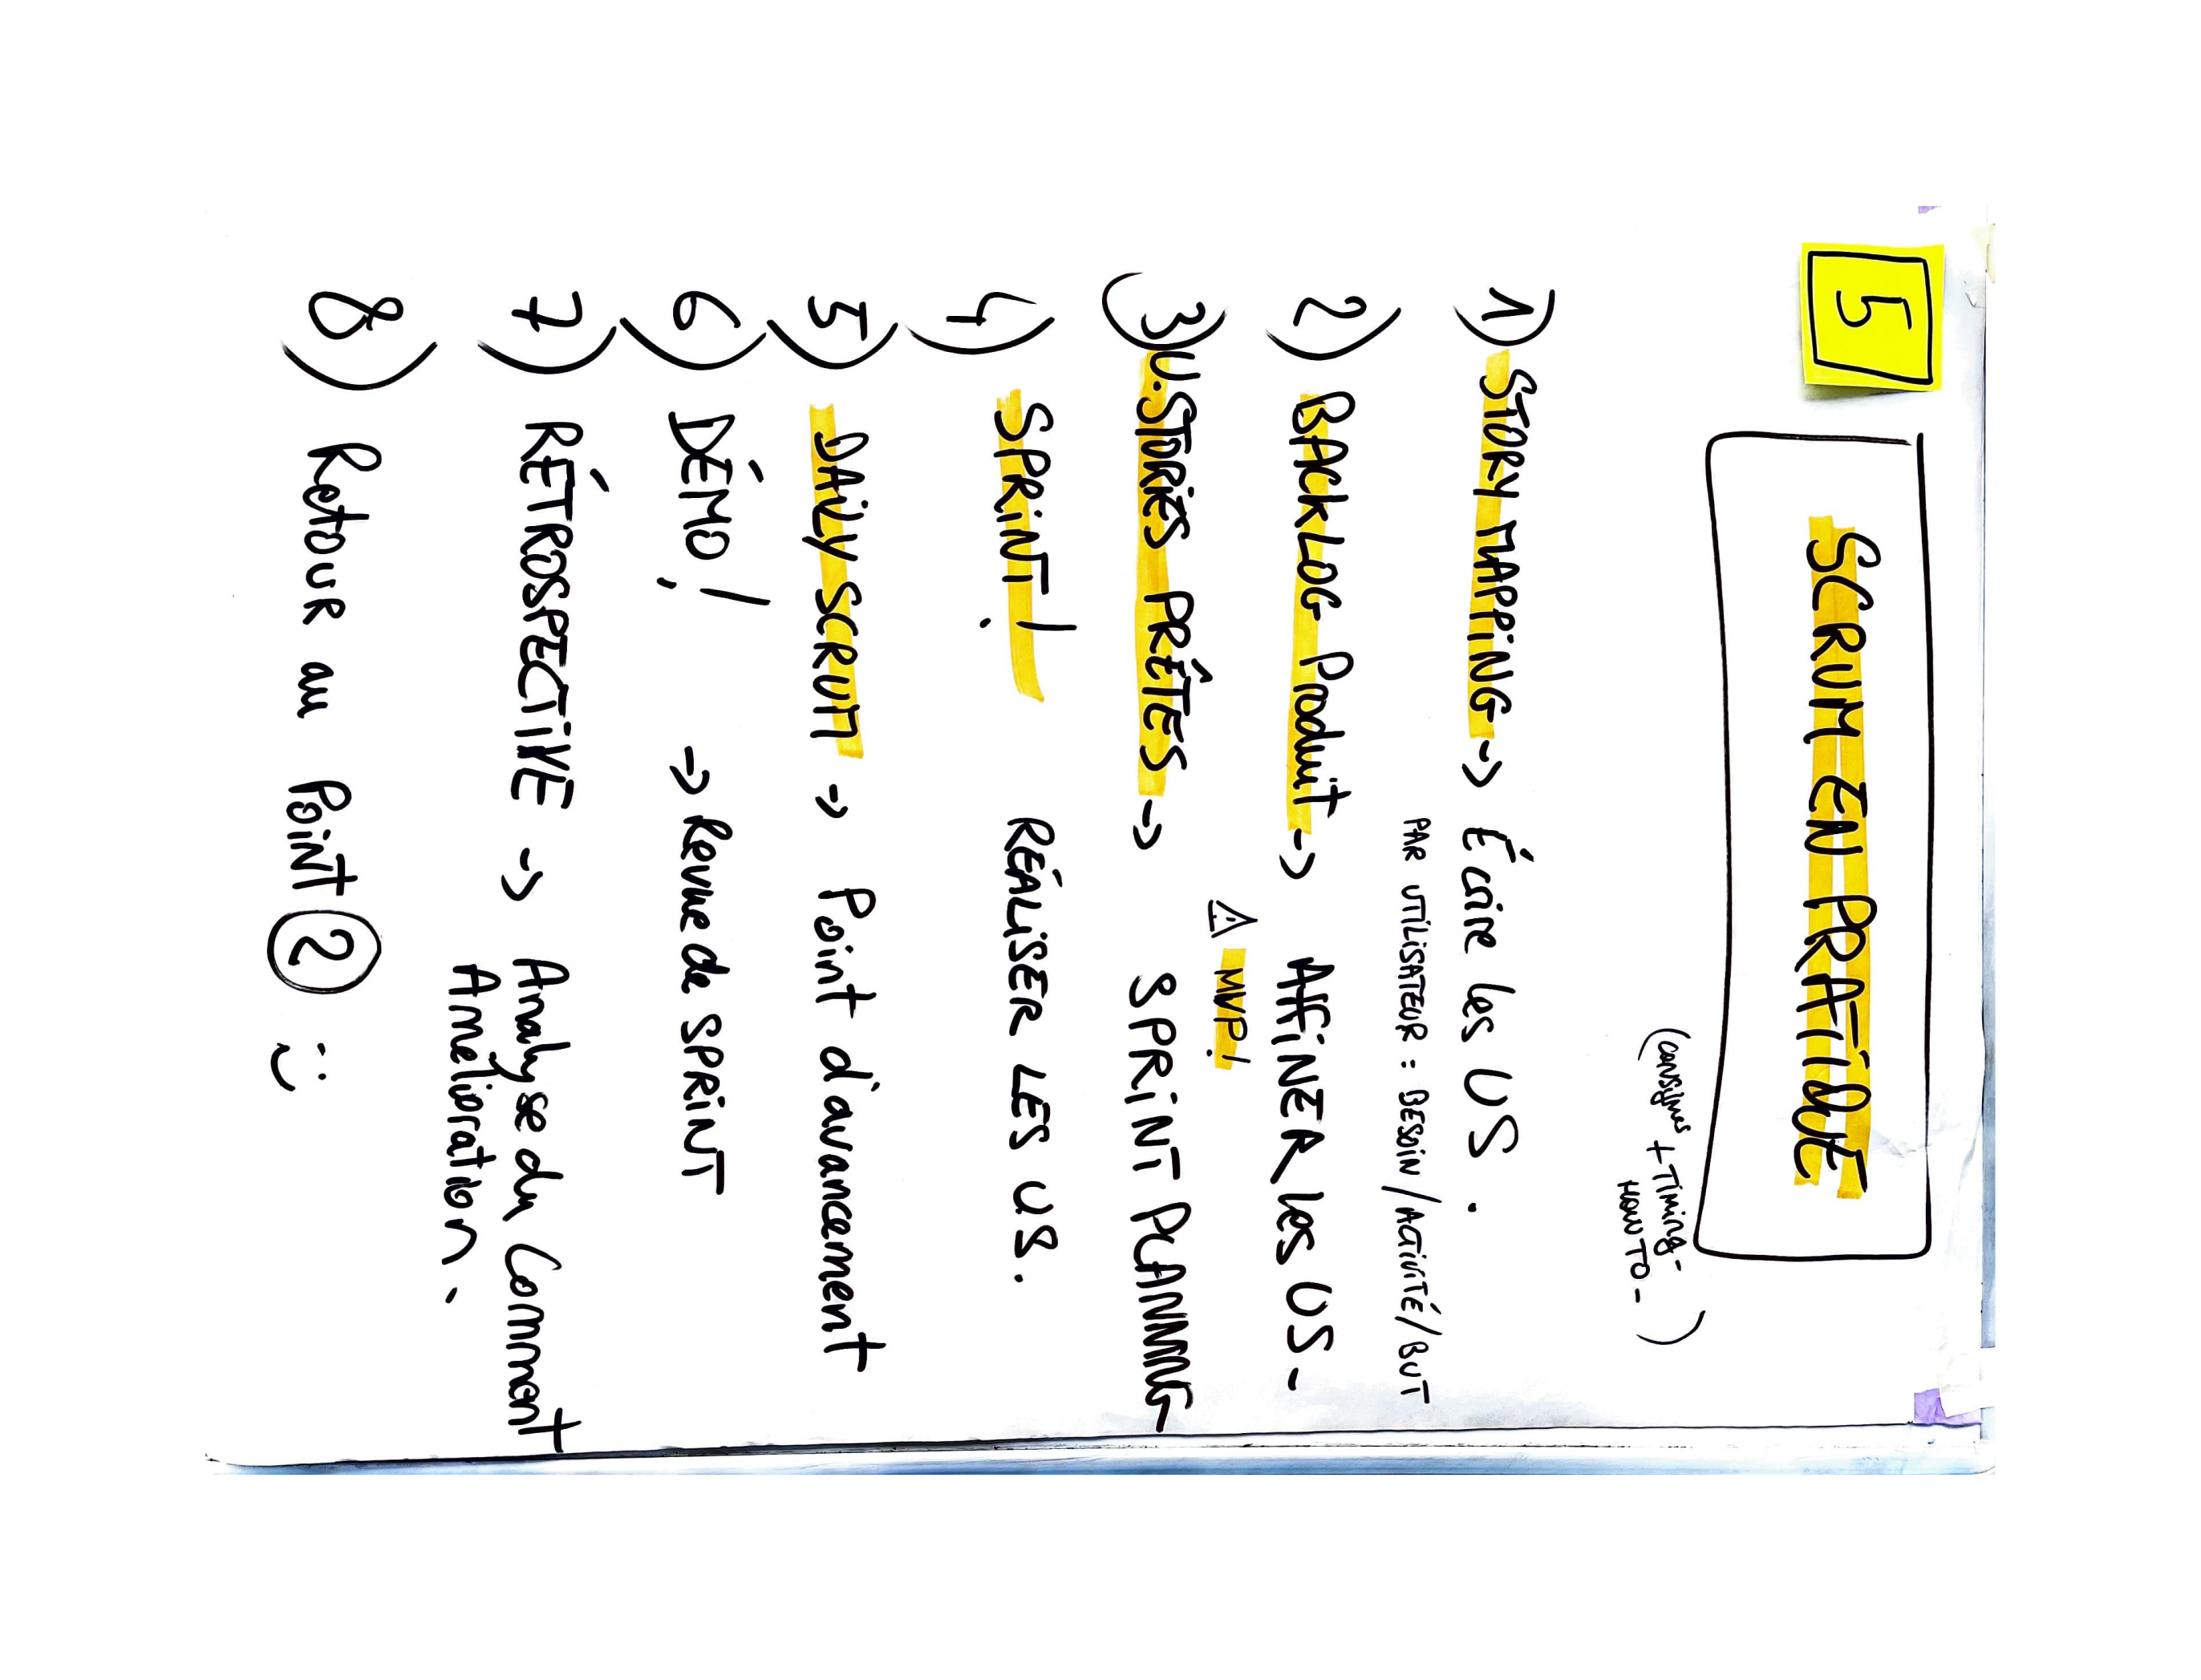 5
SCRUM EN PRATIQUE
(consignes + TIMING-
HOW TO - )
1) STORY MAPPING -> Écrire les US.
PAR UTILISATEUR : BESOIN / ACTIVITÉ / BUT
2) BACKLOG Produit -> AFFINER les US -
⚠ MVP!
3) U.STORIES PRÊTES -> SPRINT PLANNING
4) SPRINT! RÉALISER LES US.
5) DAILY SCRUM -> Point d'avancement
6) DÉMO! -> Revue de SPRINT
7) RÉTROSPECTIVE -> Analyse du Comment
Amélioration.
8) Retour au POINT 2 :)